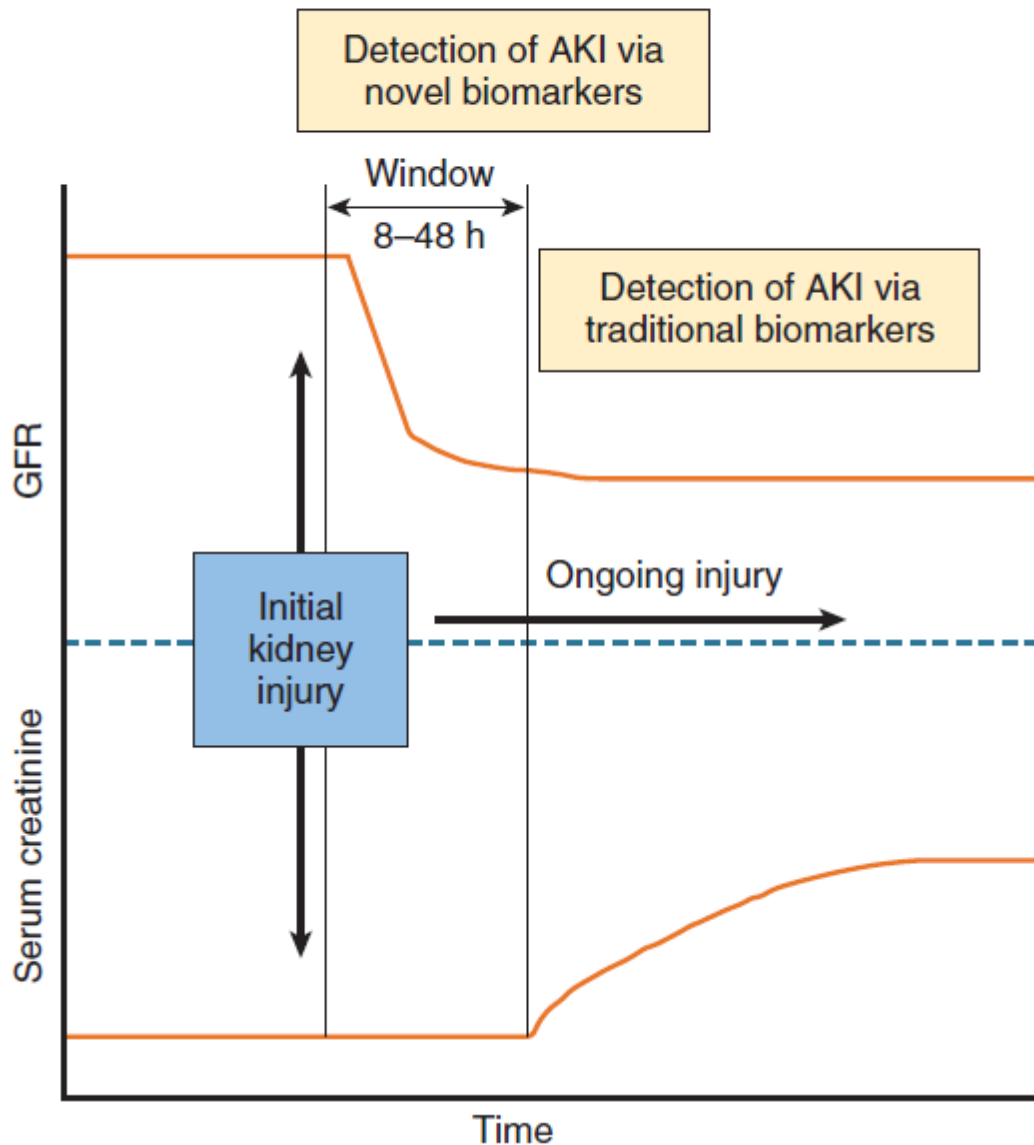 Detection of AKI via
novel biomarkers
Window
8–48 h
Detection of AKI via
traditional biomarkers
GFR
Ongoing injury
Initial
kidney
injury
Serum creatinine
Time